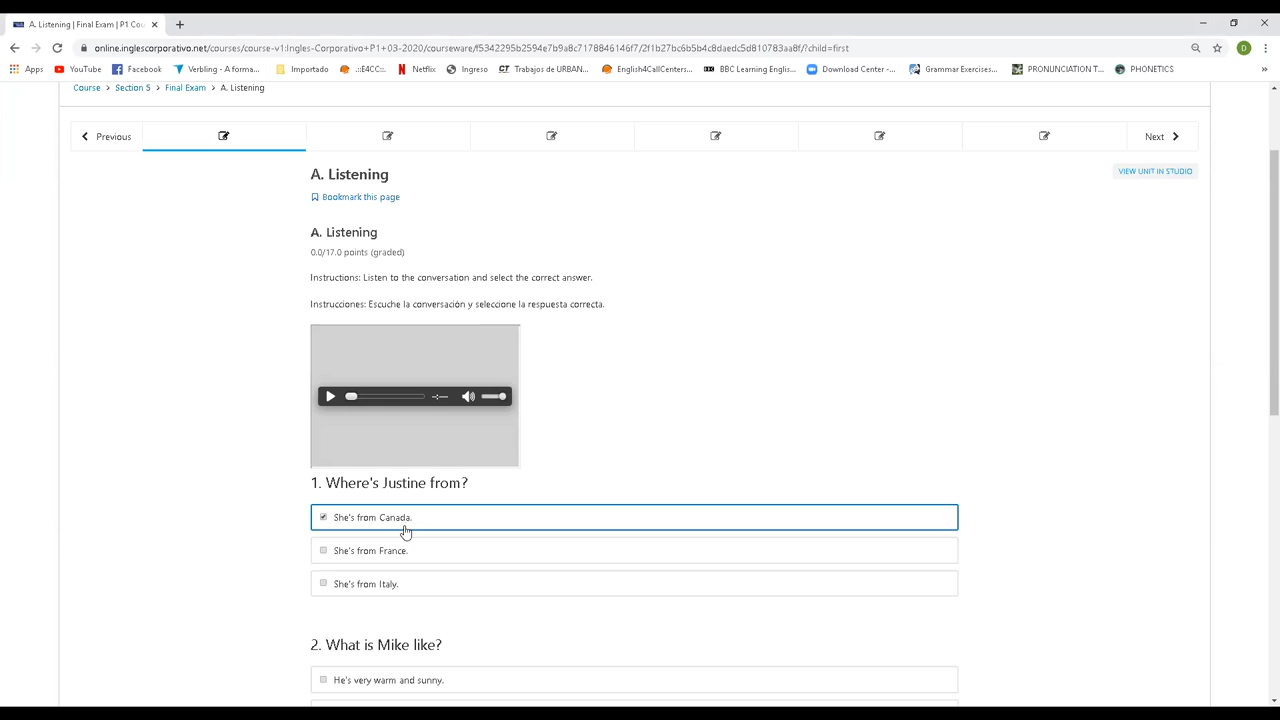 A. Listening | Final Exam | P1 Cou
online.inglescorporativo.net/courses/course-v1:Ingles-Corporativo+P1+03-2020/courseware/f5342295b2594e7b9a8c7178846146f7/2f1b27bc6b5b4c8daedc5d810783aa8f/?child=first
D
Apps YouTube Facebook Verbling - A forma... Importado .::E4CC::. Netflix Ingreso Trabajos de URBAN... English4CallCenters... BBC Learning Englis... Download Center -... Grammar Exercises... PRONUNCIATION T... PHONETICS »
Course > Section 5 > Final Exam > A. Listening
Previous Next
A. Listening
VIEW UNIT IN STUDIO
Bookmark this page
A. Listening
0.0/17.0 points (graded)
Instructions: Listen to the conversation and select the correct answer.
Instrucciones: Escuche la conversación y seleccione la respuesta correcta.
-:--
1. Where's Justine from?
She's from Canada.
She's from France.
She's from Italy.
2. What is Mike like?
He's very warm and sunny.